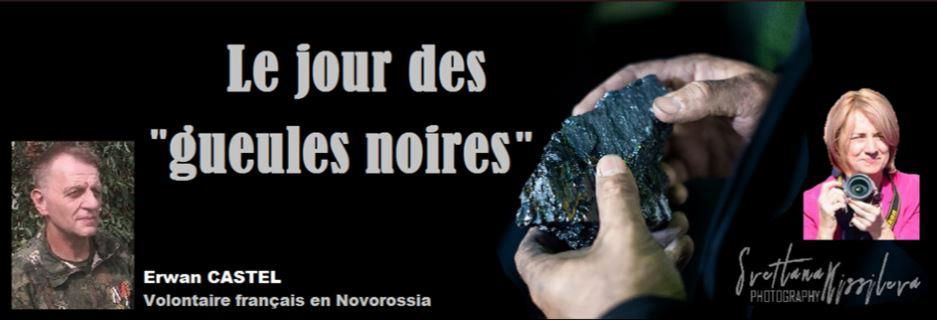 Le jour des
"gueules noires"
Erwan CASTEL
Volontaire français en Novorossia
Svetlana Kissileva
PHOTOGRAPHY